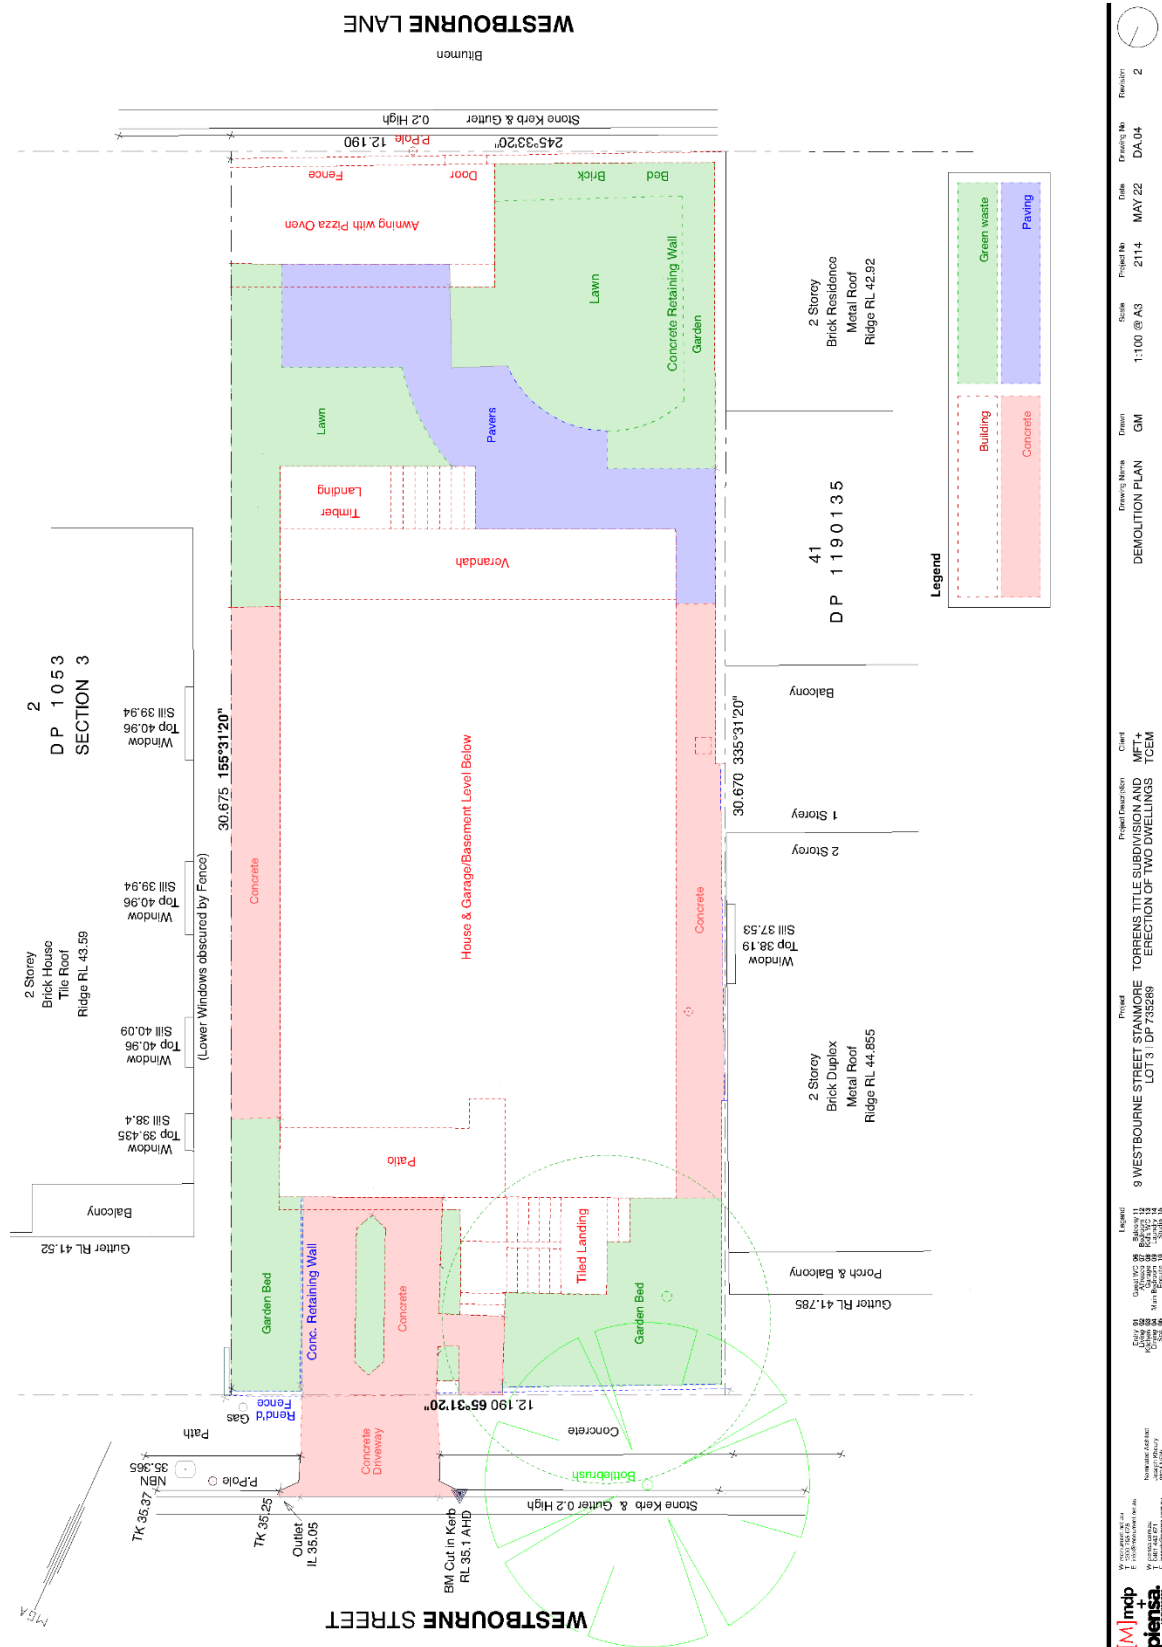 WESTBOURNE LANE
Bitumen
Stone Kerb & Gutter    0.2 High
245°33'20"
12.190
P.Pole
Fence
Door
Brick
Bed
Awning with Pizza Oven
Lawn
Concrete Retaining Wall
Garden
Lawn
Pavers
Timber
Landing
Verandah
2 Storey
Brick Residence
Metal Roof
Ridge RL 42.92
41
DP 1190135
2
DP 1053
SECTION 3
Window
Top 40.96
Sill 39.94
30.675 155°31'20"
Balcony
30.670 335°31'20"
1 Storey
2 Storey
House & Garage/Basement Level Below
Concrete
Concrete
Window
Top 40.96
Sill 39.94
(Lower Windows obscured by Fence)
Window
Top 38.19
Sill 37.53
2 Storey
Brick House
Tile Roof
Ridge RL 43.59
Window
Top 40.96
Sill 40.09
Window
Top 39.435
Sill 38.4
2 Storey
Brick Duplex
Metal Roof
Ridge RL 44.855
Patio
Balcony
Gutter RL 41.52
Garden Bed
Conc. Retaining Wall
Concrete
Tiled Landing
Garden Bed
Porch & Balcony
Gutter RL 41.785
12.190 65°31'20"
Rend'd
Fence
Gas
Path
Concrete
Concrete
Driveway
NBN
35.365
P.Pole
Bottlebrush
Stone Kerb & Gutter 0.2 High
TK 35.37
TK 35.25
Outlet
IL 35.05
BM Cut in Kerb
RL 35.1 AHD
MGA
WESTBOURNE STREET
Legend
Building
Green waste
Concrete
Paving
[M]mdp
+
piensa.
Legend
Project
9 WESTBOURNE STREET STANMORE
LOT 3 | DP 735289
Project Description
TORRENS TITLE SUBDIVISION AND
ERECTION OF TWO DWELLINGS
Client
MFT+
TCEM
Drawing Name
DEMOLITION PLAN
Drawn
GM
Scale
1:100 @ A3
Project No
2114
Date
MAY 22
Drawing No
DA.04
Revision
2